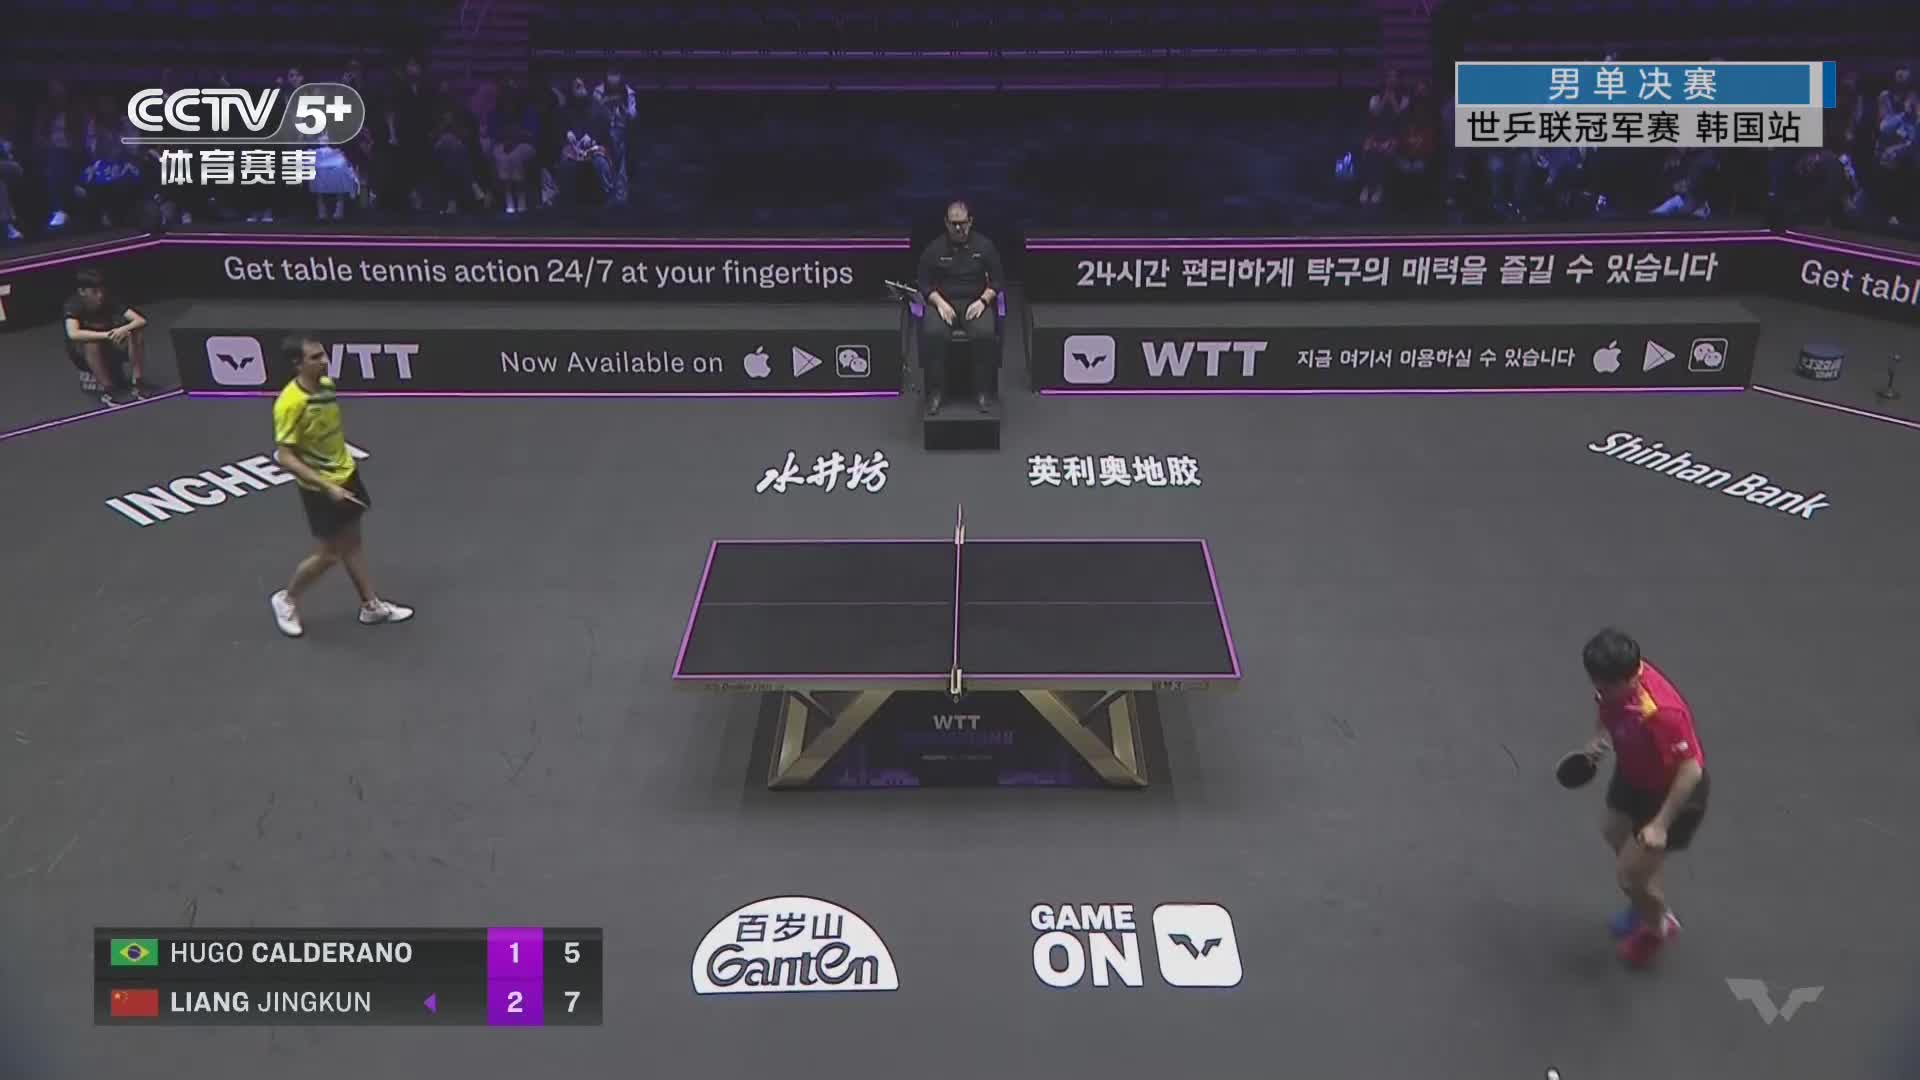 CCTV 5+
体育赛事
男单决赛
世乒联冠军赛 韩国站
Get table tennis action 24/7 at your fingertips
24시간 편리하게 탁구의 매력을 즐길 수 있습니다
Get tabl
WTT
Now Available on
WTT
지금 여기서 이용하실 수 있습니다
水井坊
英利奥地胶
Shinhan Bank
WTT
百岁山
Ganten
GAME
ON
HUGO CALDERANO 1 5
LIANG JINGKUN 2 7